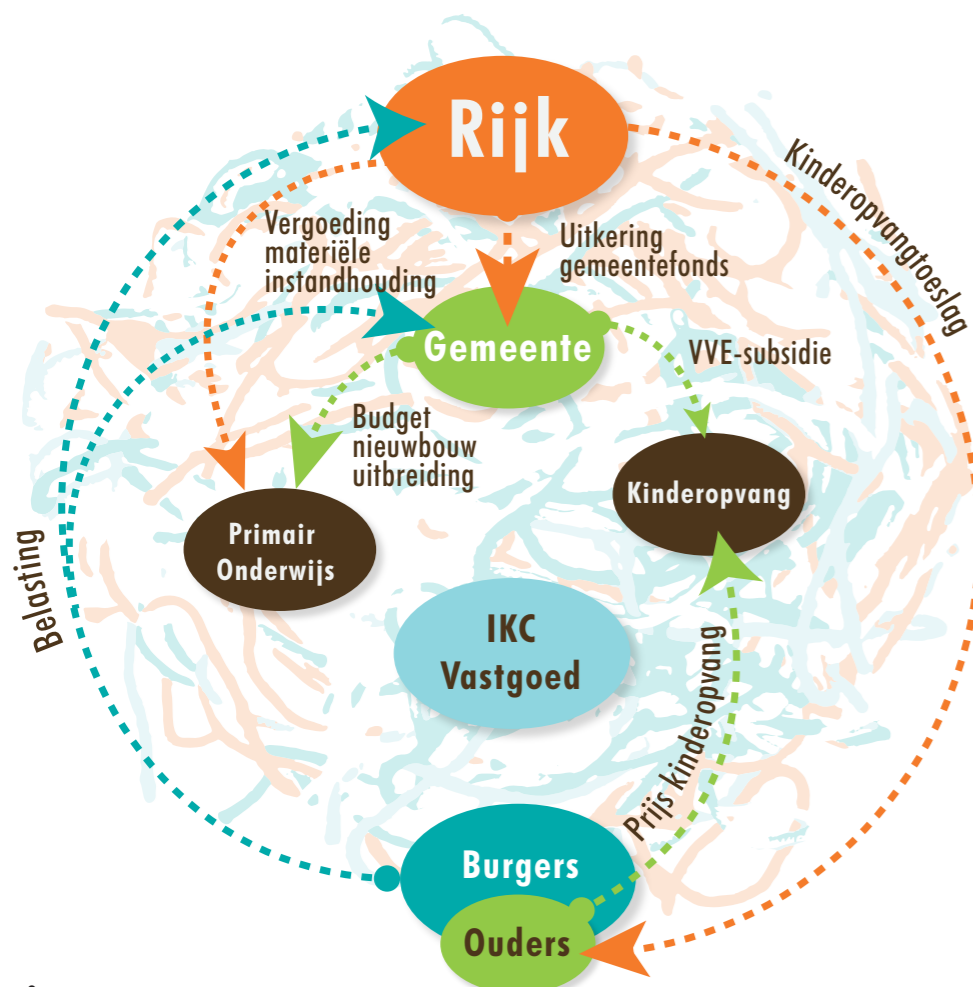 Rijk
Kinderopvangtoeslag
Vergoeding
materiële
instandhouding
Uitkering
gemeentefonds
Gemeente
VVE-subsidie
Budget
nieuwbouw
uitbreiding
Kinderopvang
Primair
Onderwijs
Belasting
IKC
Vastgoed
Prijs kinderopvang
Burgers
Ouders